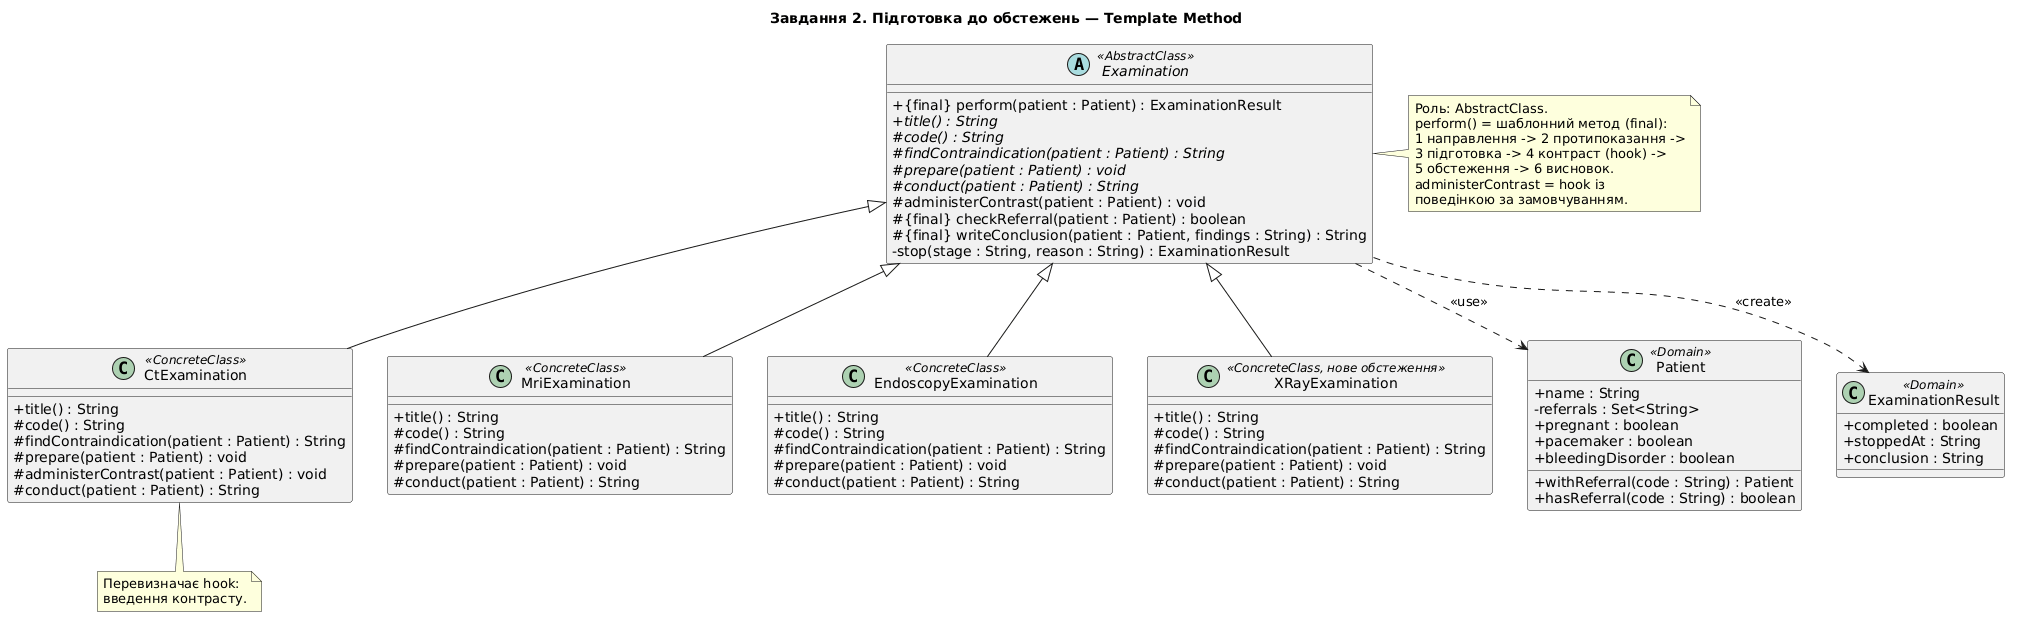 Завдання 2. Підготовка до обстежень — Template Method
A
«AbstractClass»
Examination
+{final} perform(patient : Patient) : ExaminationResult
+title() : String
#code() : String
#findContraindication(patient : Patient) : String
#prepare(patient : Patient) : void
#conduct(patient : Patient) : String
#administerContrast(patient : Patient) : void
#{final} checkReferral(patient : Patient) : boolean
#{final} writeConclusion(patient : Patient, findings : String) : String
-stop(stage : String, reason : String) : ExaminationResult
Роль: AbstractClass.
perform() = шаблонний метод (final):
1 направлення -> 2 протипоказання ->
3 підготовка -> 4 контраст (hook) ->
5 обстеження -> 6 висновок.
administerContrast = hook із
поведінкою за замовчуванням.
«use»
«create»
C
«ConcreteClass»
CtExamination
+title() : String
#code() : String
#findContraindication(patient : Patient) : String
#prepare(patient : Patient) : void
#administerContrast(patient : Patient) : void
#conduct(patient : Patient) : String
C
«ConcreteClass»
MriExamination
+title() : String
#code() : String
#findContraindication(patient : Patient) : String
#prepare(patient : Patient) : void
#conduct(patient : Patient) : String
C
«ConcreteClass»
EndoscopyExamination
+title() : String
#code() : String
#findContraindication(patient : Patient) : String
#prepare(patient : Patient) : void
#conduct(patient : Patient) : String
C
«ConcreteClass, нове обстеження»
XRayExamination
+title() : String
#code() : String
#findContraindication(patient : Patient) : String
#prepare(patient : Patient) : void
#conduct(patient : Patient) : String
C
«Domain»
Patient
+name : String
-referrals : Set<String>
+pregnant : boolean
+pacemaker : boolean
+bleedingDisorder : boolean
+withReferral(code : String) : Patient
+hasReferral(code : String) : boolean
C
«Domain»
ExaminationResult
+completed : boolean
+stoppedAt : String
+conclusion : String
Перевизначає hook:
введення контрасту.